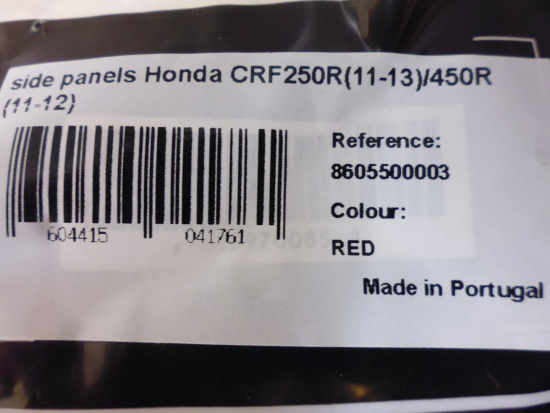 side panels Honda CRF250R(11-13)/450R
(11-12)
Reference:
8605500003
Colour:
604415 041761
RED
Made in Portugal